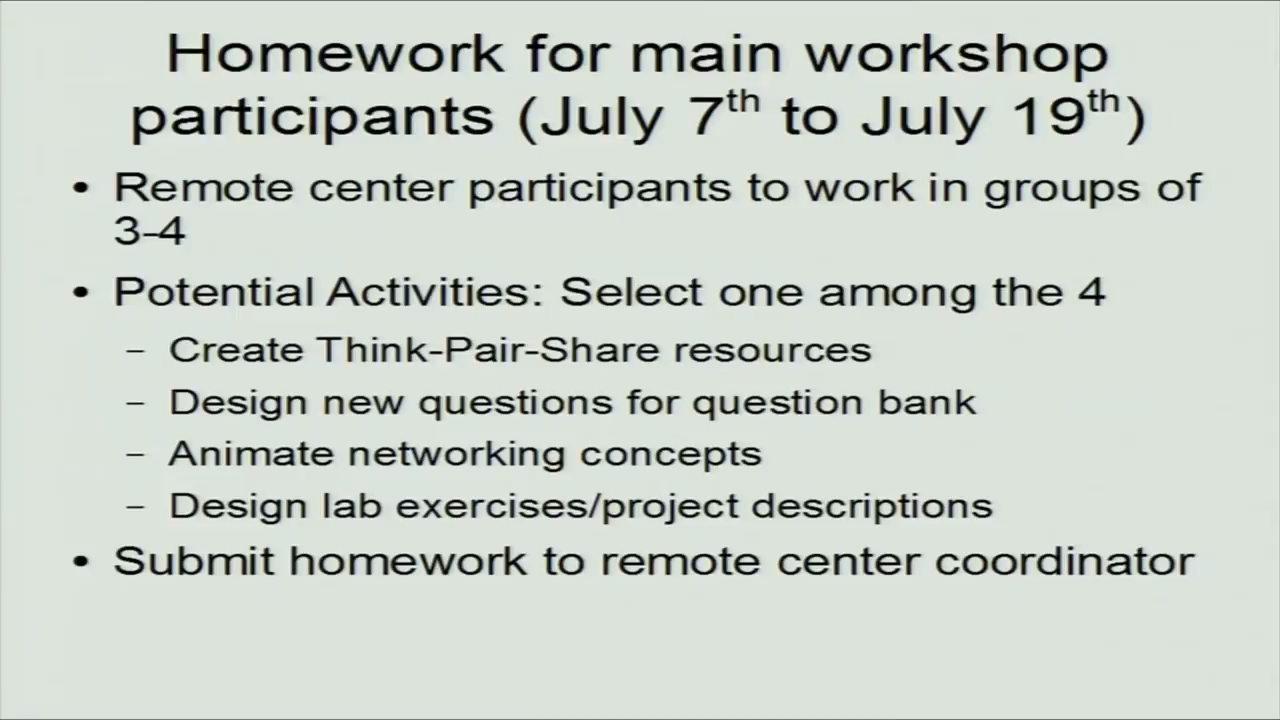 Homework for main workshop
participants (July 7th to July 19th)
• Remote center participants to work in groups of
3-4
• Potential Activities: Select one among the 4
– Create Think-Pair-Share resources
– Design new questions for question bank
– Animate networking concepts
– Design lab exercises/project descriptions
• Submit homework to remote center coordinator